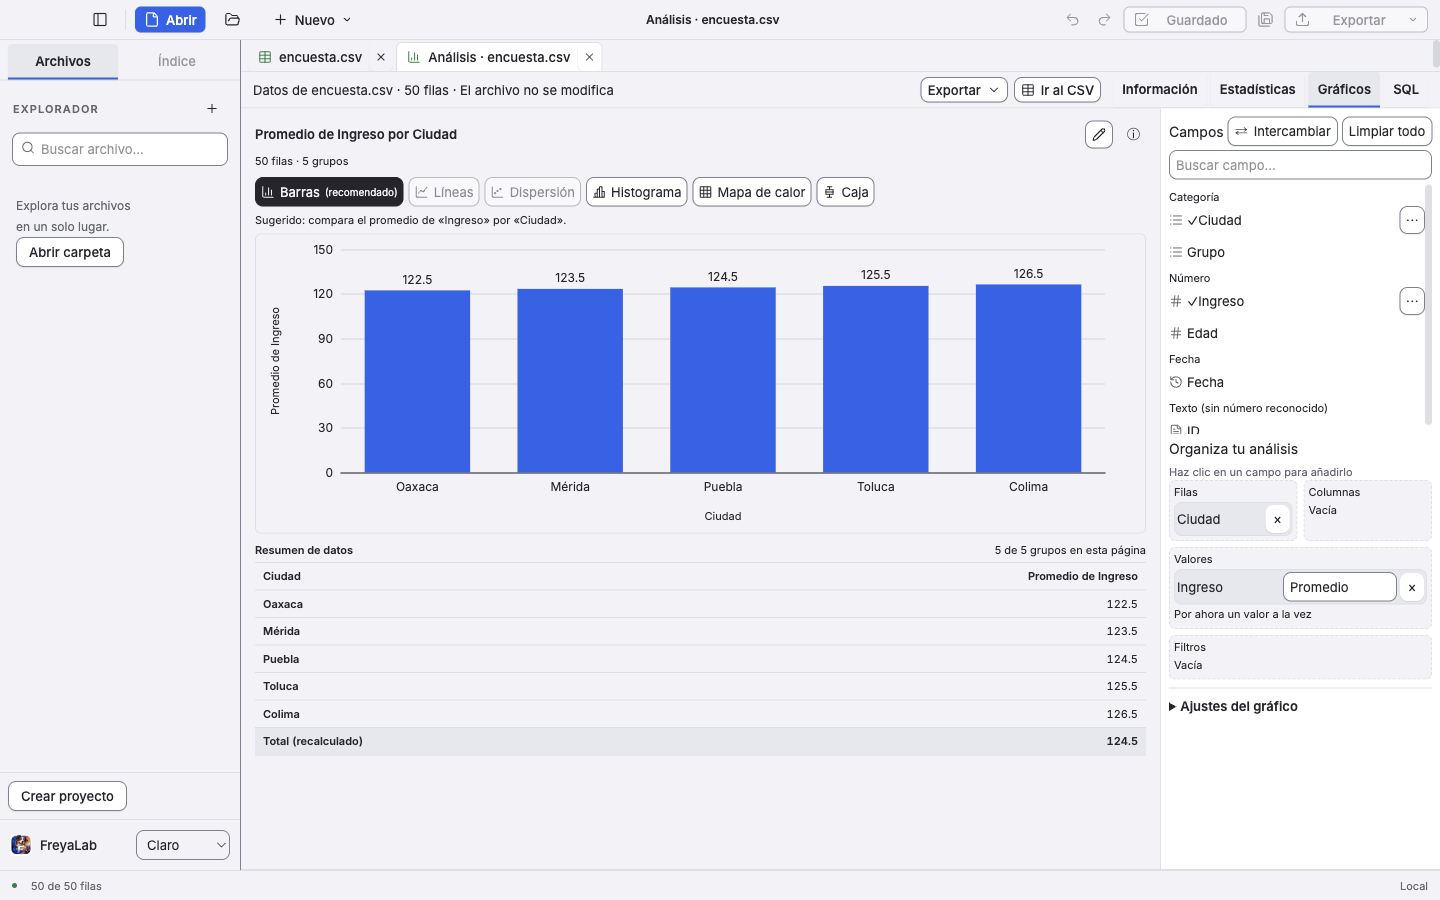 Abrir
Nuevo
Análisis · encuesta.csv
Guardado
Exportar
Archivos
Índice
encuesta.csv
Análisis · encuesta.csv
Datos de encuesta.csv · 50 filas · El archivo no se modifica
Exportar
Ir al CSV
Información
Estadísticas
Gráficos
SQL
EXPLORADOR
Buscar archivo...
Explora tus archivos
en un solo lugar.
Abrir carpeta
Crear proyecto
FreyaLab
Claro
Promedio de Ingreso por Ciudad
50 filas · 5 grupos
Barras (recomendado)
Líneas
Dispersión
Histograma
Mapa de calor
Caja
Sugerido: compara el promedio de «Ingreso» por «Ciudad».
150
120
90
60
30
0
Promedio de Ingreso
122.5
123.5
124.5
125.5
126.5
Oaxaca
Mérida
Puebla
Toluca
Colima
Ciudad
Resumen de datos
5 de 5 grupos en esta página
Ciudad Promedio de Ingreso
Oaxaca 122.5
Mérida 123.5
Puebla 124.5
Toluca 125.5
Colima 126.5
Total (recalculado) 124.5
Campos
Intercambiar
Limpiar todo
Buscar campo...
Categoría
✓Ciudad
Grupo
Número
✓Ingreso
Edad
Fecha
Fecha
Texto (sin número reconocido)
ID
Organiza tu análisis
Haz clic en un campo para añadirlo
Filas
Ciudad
Columnas
Vacía
Valores
Ingreso
Promedio
Por ahora un valor a la vez
Filtros
Vacía
Ajustes del gráfico
50 de 50 filas
Local